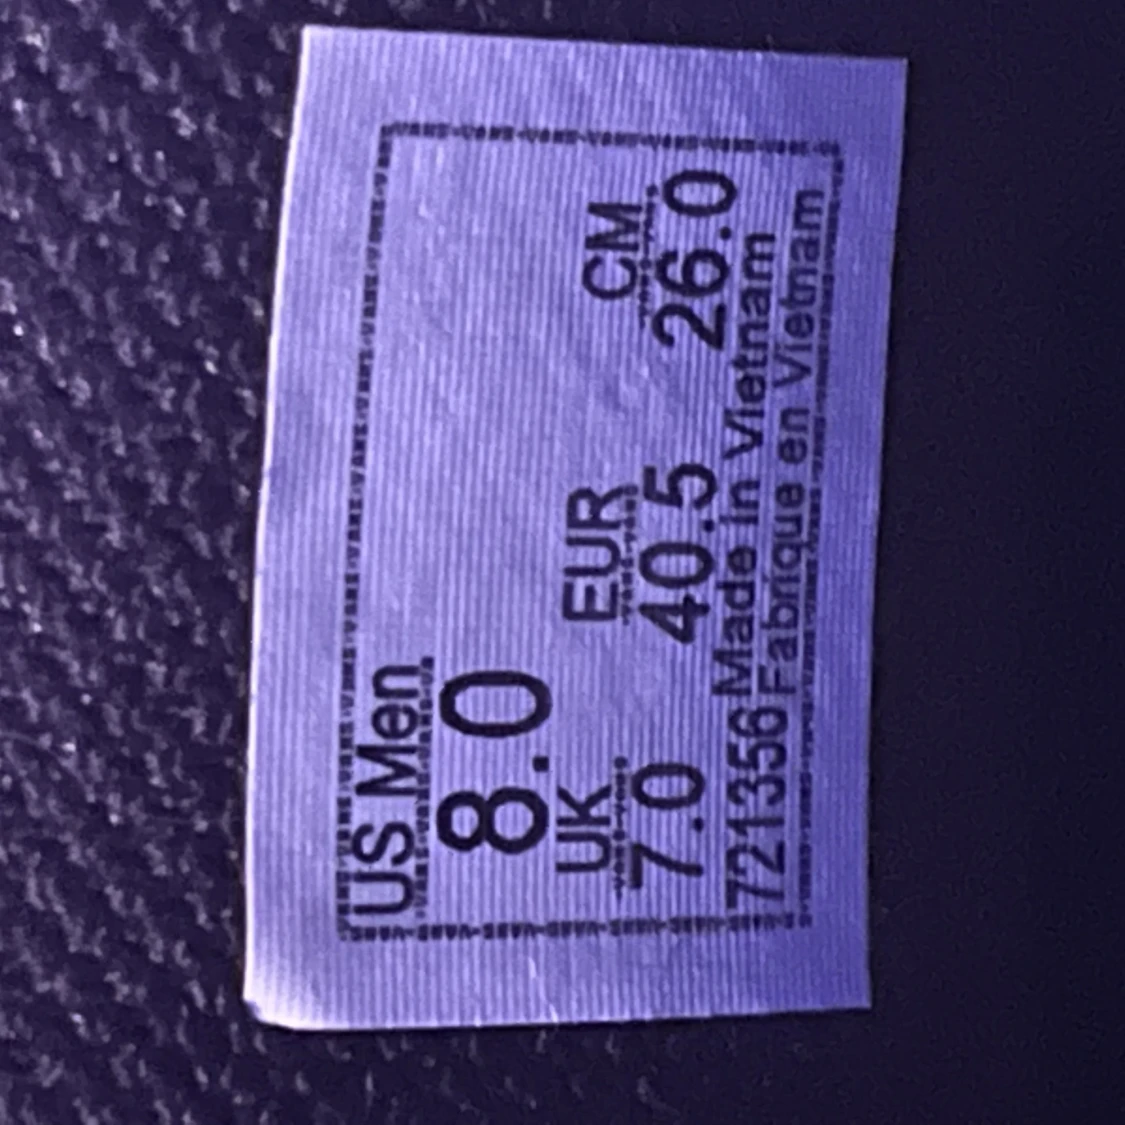 US Men
8.0
UK EUR CM
7.0 40.5 26.0
721356 Made in Vietnam
Fabrique en Vietnam